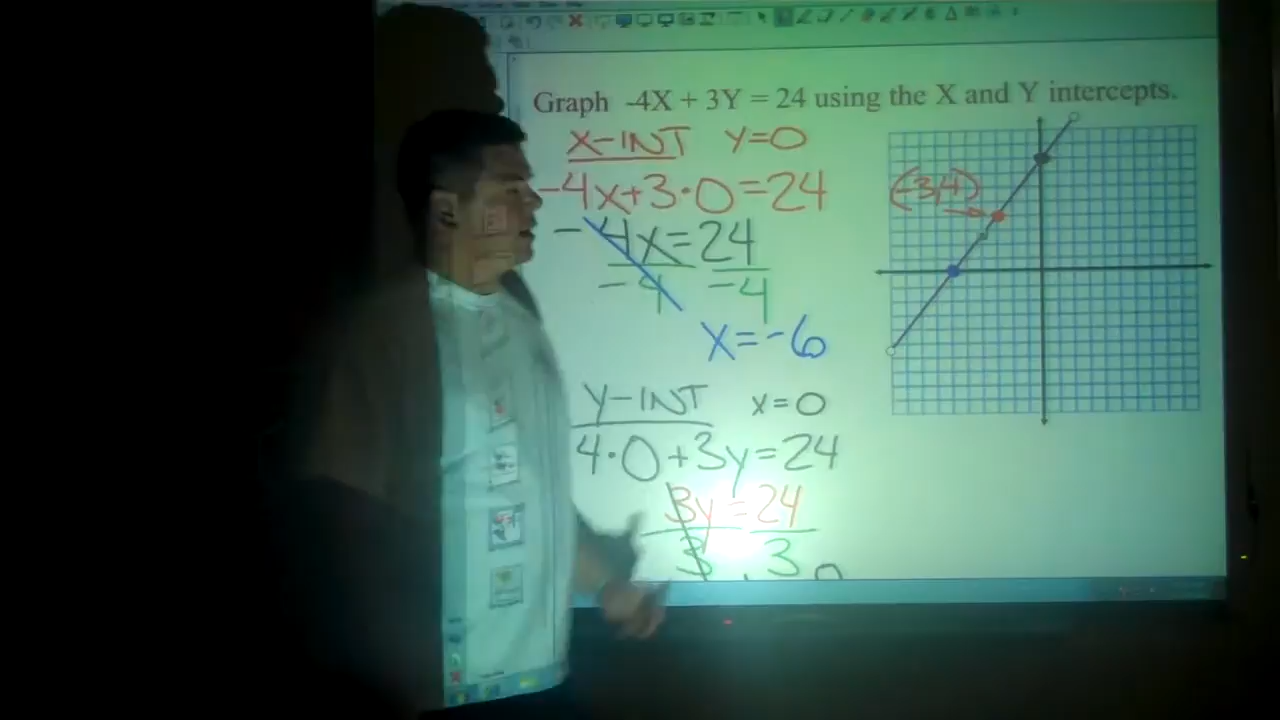 Graph -4X + 3Y = 24 using the X and Y intercepts.
X-INT y=0
-4x+3·0=24
-4x=24
-4 -4
x=-6
y-INT x=0
4·0+3y=24
3y=24
3 3
(-3,4)